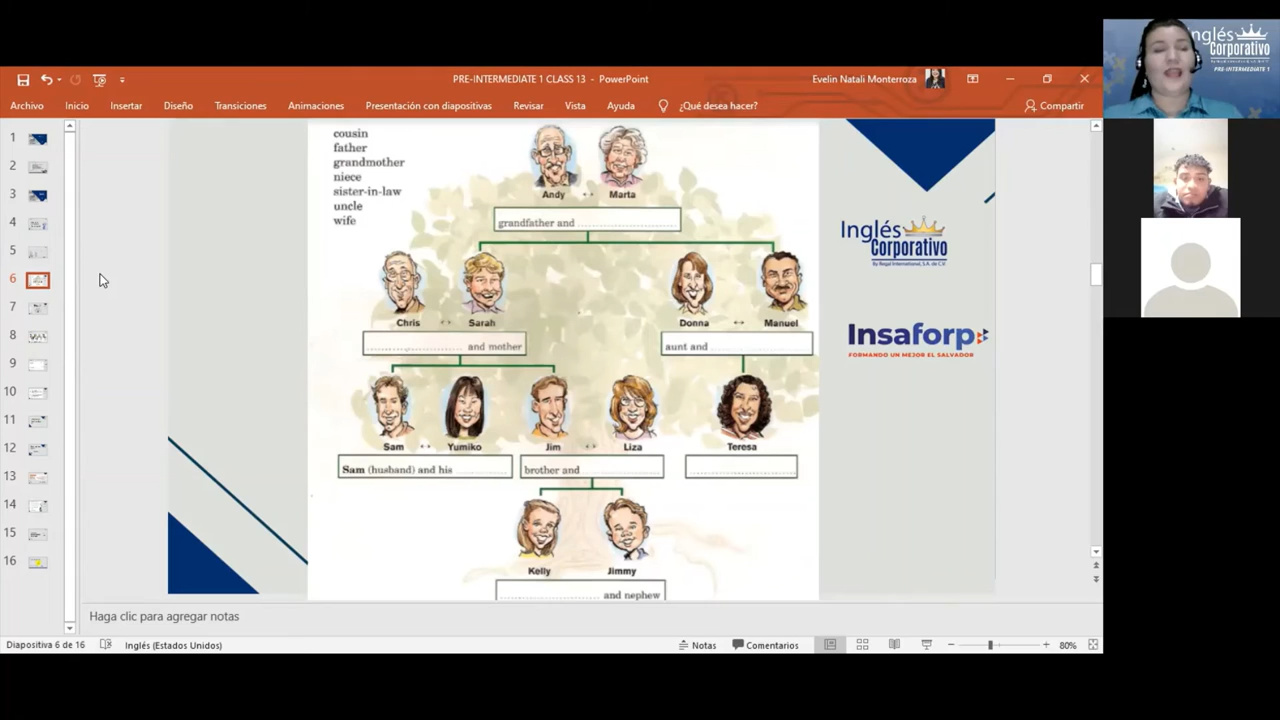 nglés
Corporativo
PRE-INTERMEDIATE 1
PRE-INTERMEDIATE 1 CLASS 13 - PowerPoint
Evelin Natali Monterroza
Archivo Inicio Insertar Diseño Transiciones Animaciones Presentación con diapositivas Revisar Vista Ayuda ¿Qué desea hacer? Compartir
1
2
3
4
5
6
7
8
9
10
11
12
13
14
15
16
cousin
father
grandmother
niece
sister-in-law
uncle
wife
Andy Marta
grandfather and
Chris Sarah
Donna Manuel
and mother
aunt and
Sam Yumiko Jim Liza Teresa
Sam (husband) and his
brother and
Kelly Jimmy
and nephew
Inglés
Corporativo
By Regal International, S.A. de C.V.
Insaforp
FORMANDO UN MEJOR EL SALVADOR
Haga clic para agregar notas
Diapositiva 6 de 16 Inglés (Estados Unidos) Notas Comentarios 80%